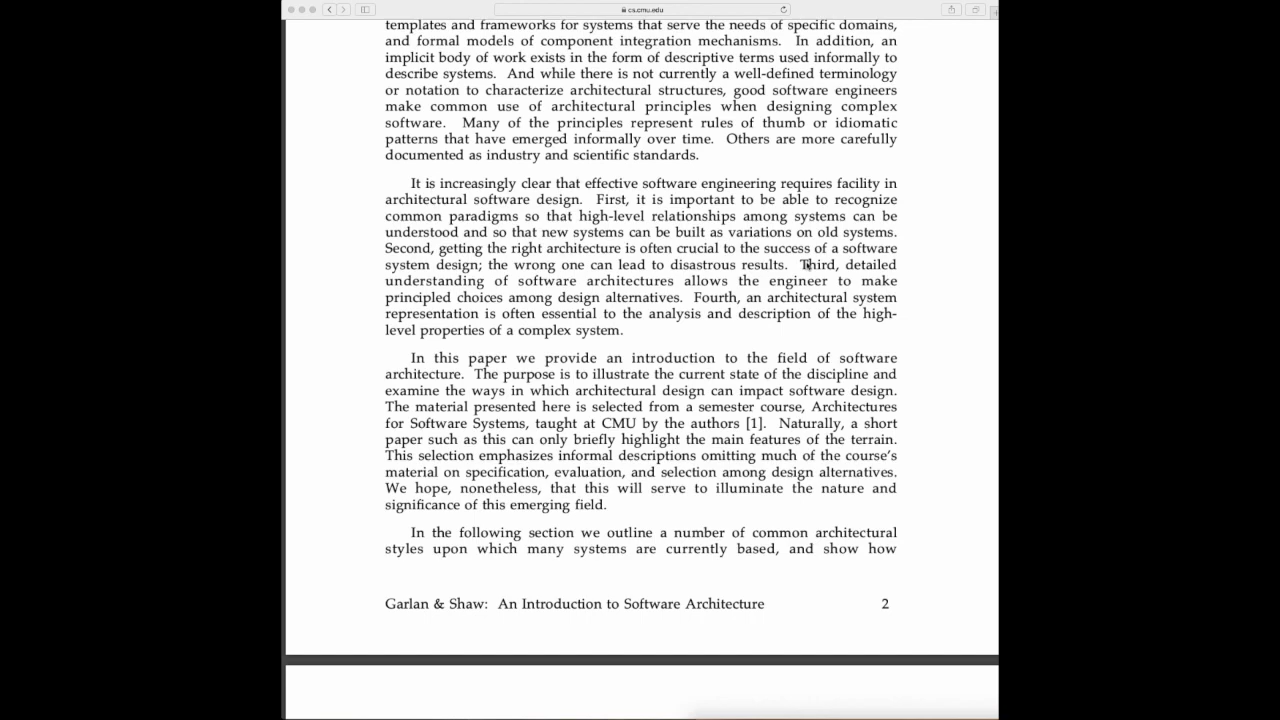 cs.cmu.edu
templates and frameworks for systems that serve the needs of specific domains,
and formal models of component integration mechanisms. In addition, an
implicit body of work exists in the form of descriptive terms used informally to
describe systems. And while there is not currently a well-defined terminology
or notation to characterize architectural structures, good software engineers
make common use of architectural principles when designing complex
software. Many of the principles represent rules of thumb or idiomatic
patterns that have emerged informally over time. Others are more carefully
documented as industry and scientific standards.
It is increasingly clear that effective software engineering requires facility in
architectural software design. First, it is important to be able to recognize
common paradigms so that high-level relationships among systems can be
understood and so that new systems can be built as variations on old systems.
Second, getting the right architecture is often crucial to the success of a software
system design; the wrong one can lead to disastrous results. Third, detailed
understanding of software architectures allows the engineer to make
principled choices among design alternatives. Fourth, an architectural system
representation is often essential to the analysis and description of the high-
level properties of a complex system.
In this paper we provide an introduction to the field of software
architecture. The purpose is to illustrate the current state of the discipline and
examine the ways in which architectural design can impact software design.
The material presented here is selected from a semester course, Architectures
for Software Systems, taught at CMU by the authors [1]. Naturally, a short
paper such as this can only briefly highlight the main features of the terrain.
This selection emphasizes informal descriptions omitting much of the course's
material on specification, evaluation, and selection among design alternatives.
We hope, nonetheless, that this will serve to illuminate the nature and
significance of this emerging field.
In the following section we outline a number of common architectural
styles upon which many systems are currently based, and show how
Garlan & Shaw: An Introduction to Software Architecture 2